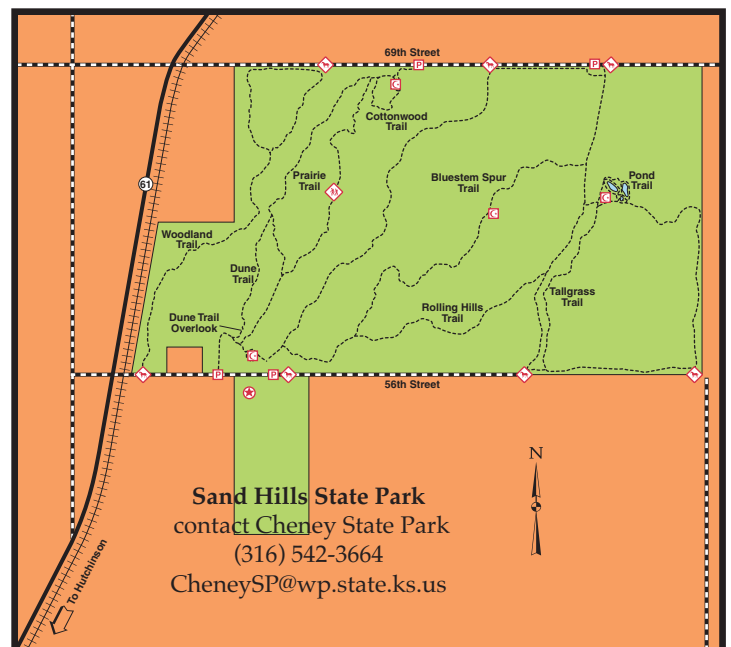 69th Street
P
P
Cottonwood
Trail
Prairie
Trail
Bluestem Spur
Trail
Pond
Trail
61
Woodland
Trail
Dune
Trail
Tallgrass
Trail
Rolling Hills
Trail
Dune Trail
Overlook
P
P
56th Street
N
Sand Hills State Park
contact Cheney State Park
(316) 542-3664
CheneySP@wp.state.ks.us
To Hutchinson